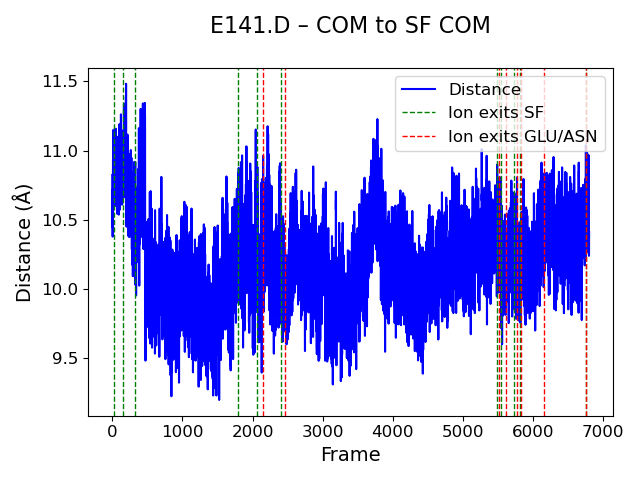 E141.D – COM to SF COM
Distance
Ion exits SF
Ion exits GLU/ASN
Distance (Å)
11.5
11.0
10.5
10.0
9.5
0 1000 2000 3000 4000 5000 6000 7000
Frame